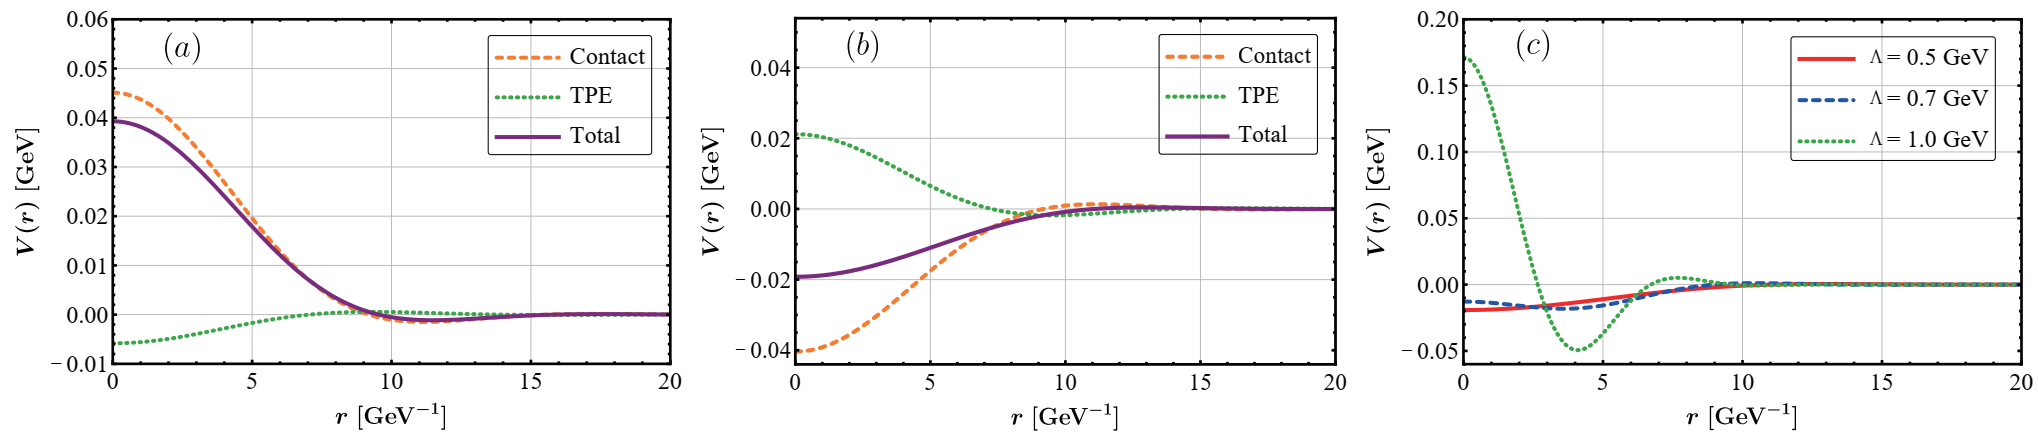 (a)
Contact
TPE
Total
0.06
0.05
0.04
0.03
0.02
0.01
0.00
−0.01
0
5
10
15
20
V(r) [GeV]
r [GeV⁻¹]
(b)
Contact
TPE
Total
0.04
0.02
0.00
−0.02
−0.04
0
5
10
15
20
V(r) [GeV]
r [GeV⁻¹]
(c)
Λ = 0.5 GeV
Λ = 0.7 GeV
Λ = 1.0 GeV
0.20
0.15
0.10
0.05
0.00
−0.05
0
5
10
15
20
V(r) [GeV]
r [GeV⁻¹]